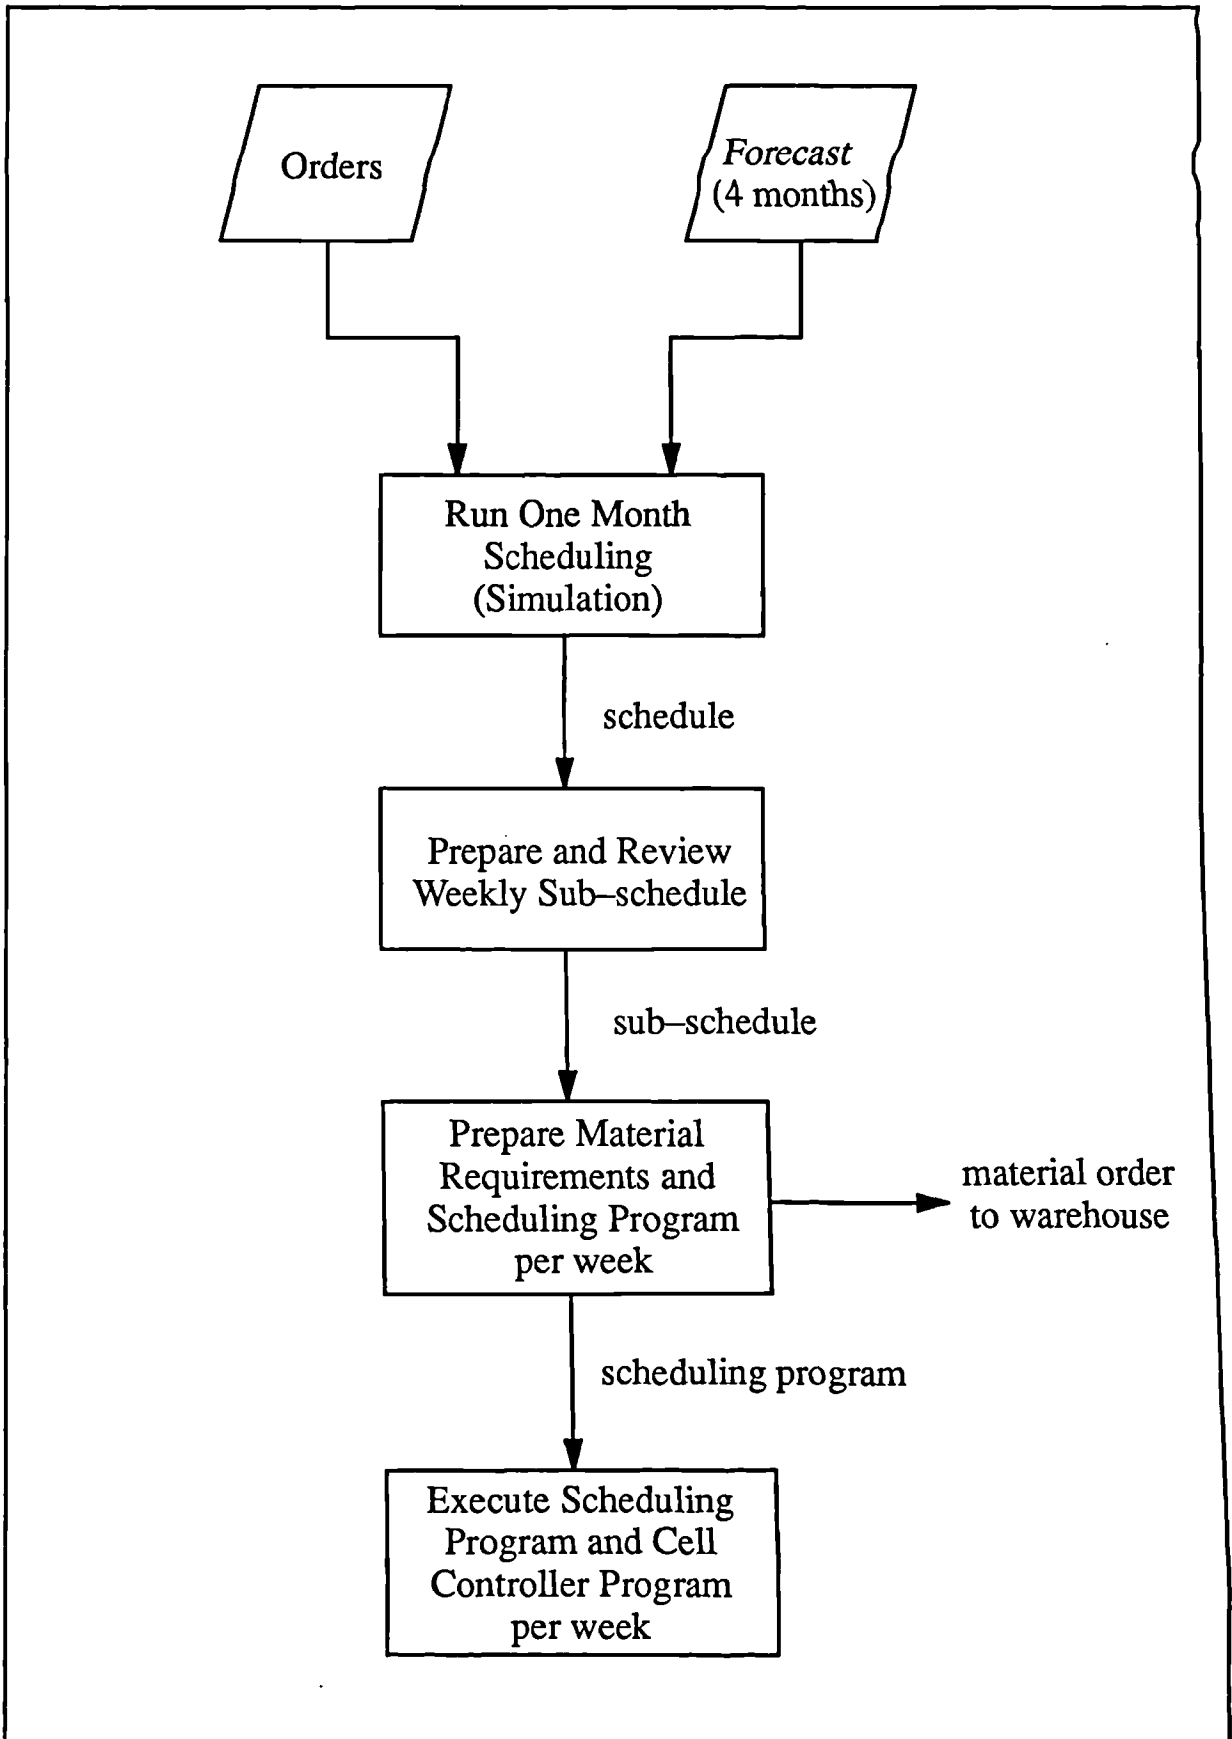 Orders
Forecast
(4 months)
Run One Month
Scheduling
(Simulation)
schedule
Prepare and Review
Weekly Sub–schedule
sub–schedule
Prepare Material
Requirements and
Scheduling Program
per week
material order
to warehouse
scheduling program
Execute Scheduling
Program and Cell
Controller Program
per week